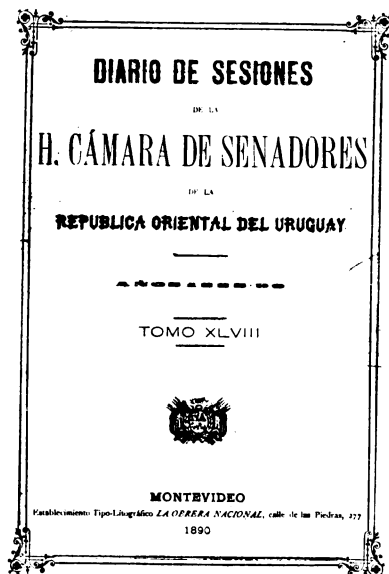 DIARIO DE SESIONES
DE LA
H. CÁMARA DE SENADORES
DE LA
REPUBLICA ORIENTAL DEL URUGUAY
TOMO XLVIII
MONTEVIDEO
Establecimiento Tipo-Litográfico LA OBRERA NACIONAL, calle de las Piedras, 277
1890